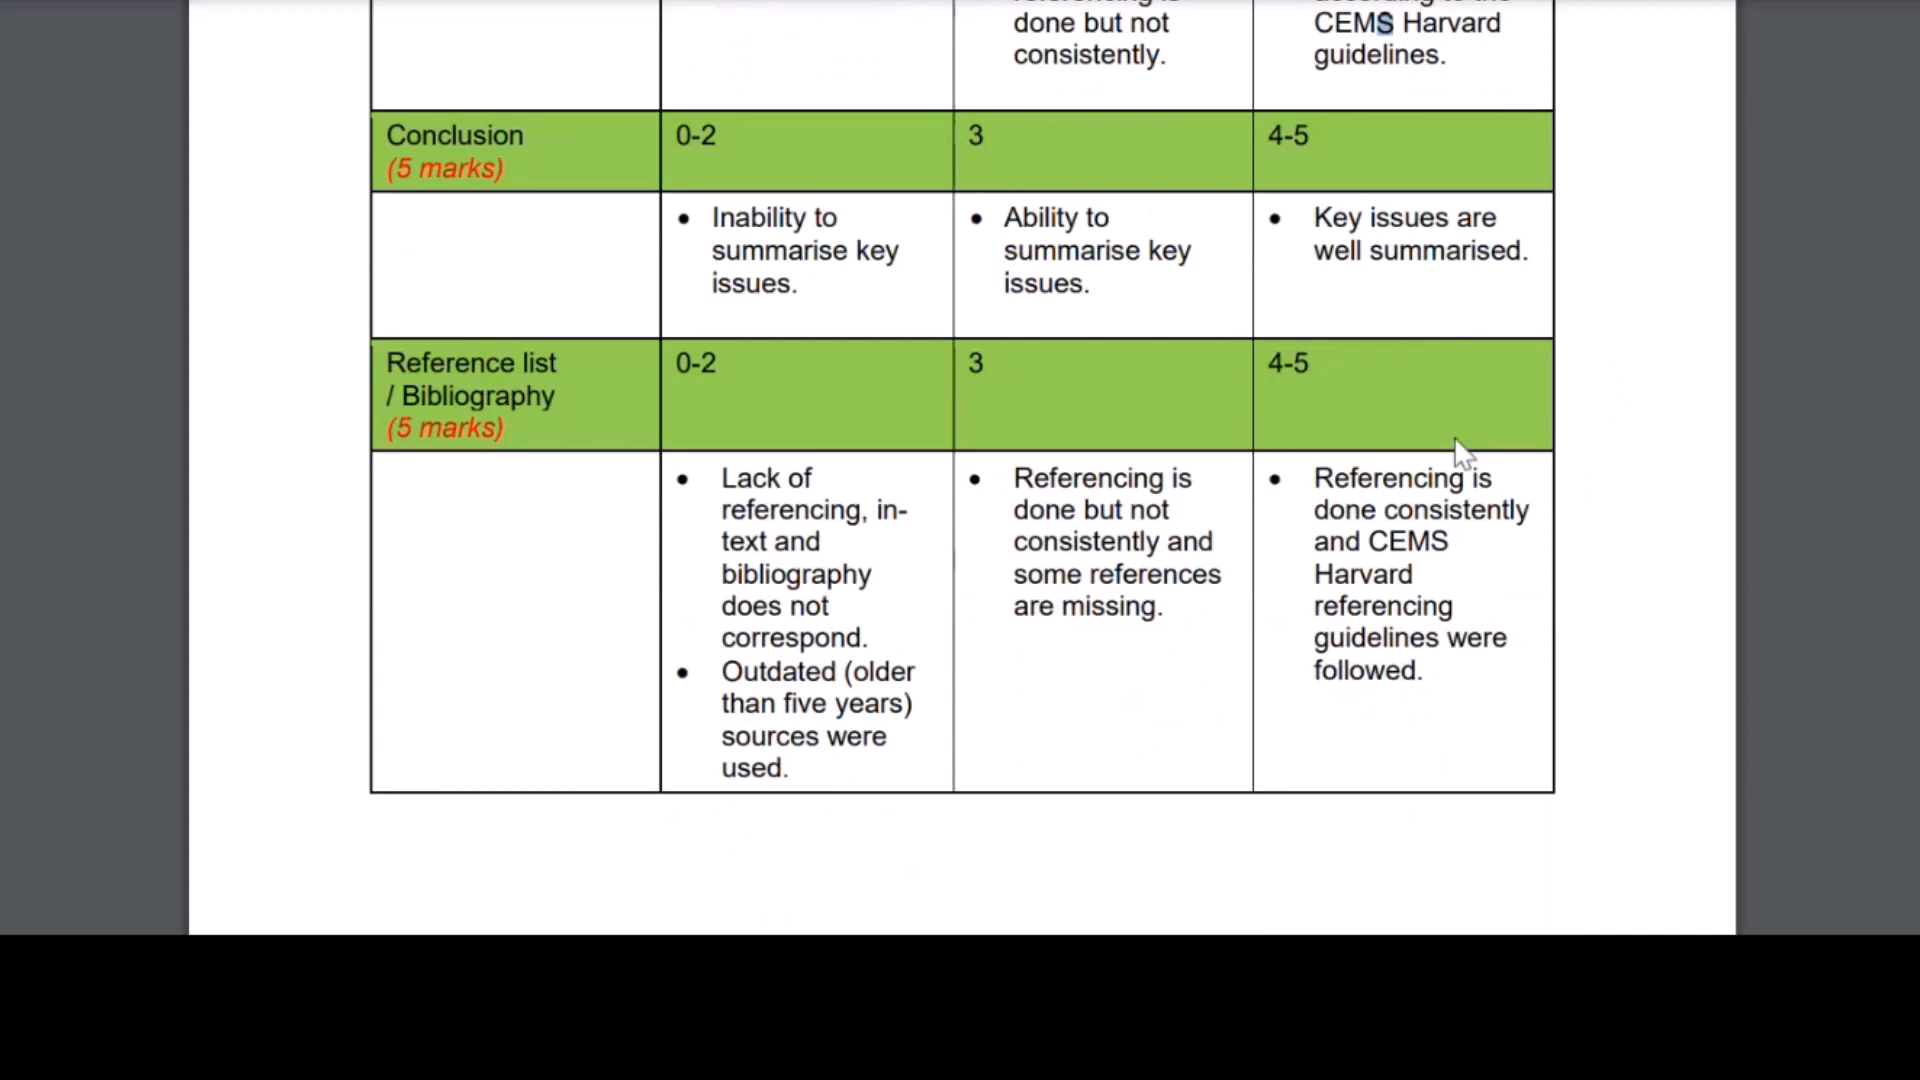 done but not
consistently.
CEMS Harvard
guidelines.
Conclusion
(5 marks)
0-2
3
4-5
Inability to
summarise key
issues.
Ability to
summarise key
issues.
Key issues are
well summarised.
Reference list
/ Bibliography
(5 marks)
0-2
3
4-5
Lack of
referencing, in-
text and
bibliography
does not
correspond.
Outdated (older
than five years)
sources were
used.
Referencing is
done but not
consistently and
some references
are missing.
Referencing is
done consistently
and CEMS
Harvard
referencing
guidelines were
followed.